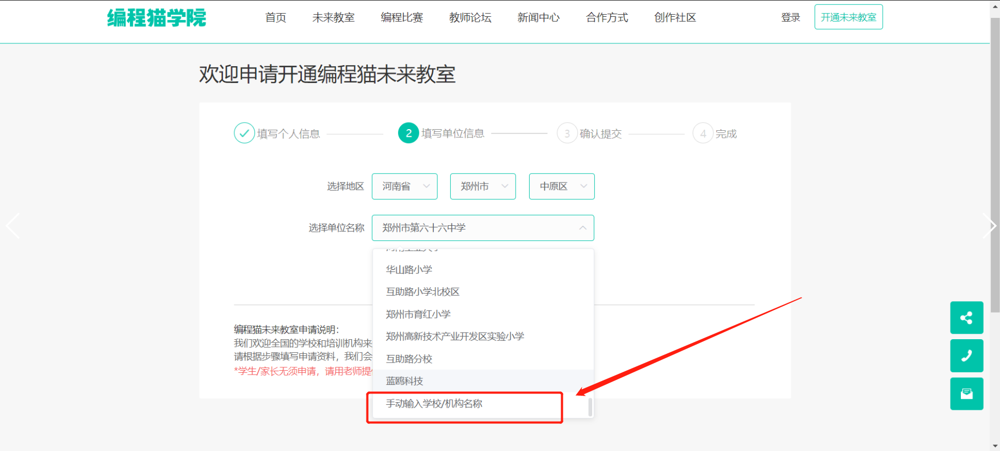 编程猫学院
首页 未来教室 编程比赛 教师论坛 新闻中心 合作方式 创作社区 登录 开通未来教室
欢迎申请开通编程猫未来教室
填写个人信息 2 填写单位信息 3 确认提交 4 完成
选择地区 河南省 郑州市 中原区
选择单位名称 郑州市第六十六中学
华山路小学
互助路小学北校区
郑州市育红小学
郑州高新技术产业开发区实验小学
互助路分校
蓝鸥科技
手动输入学校/机构名称
编程猫未来教室申请说明：
我们欢迎全国的学校和培训机构来
请根据步骤填写申请资料，我们会
*学生/家长无须申请，请用老师提